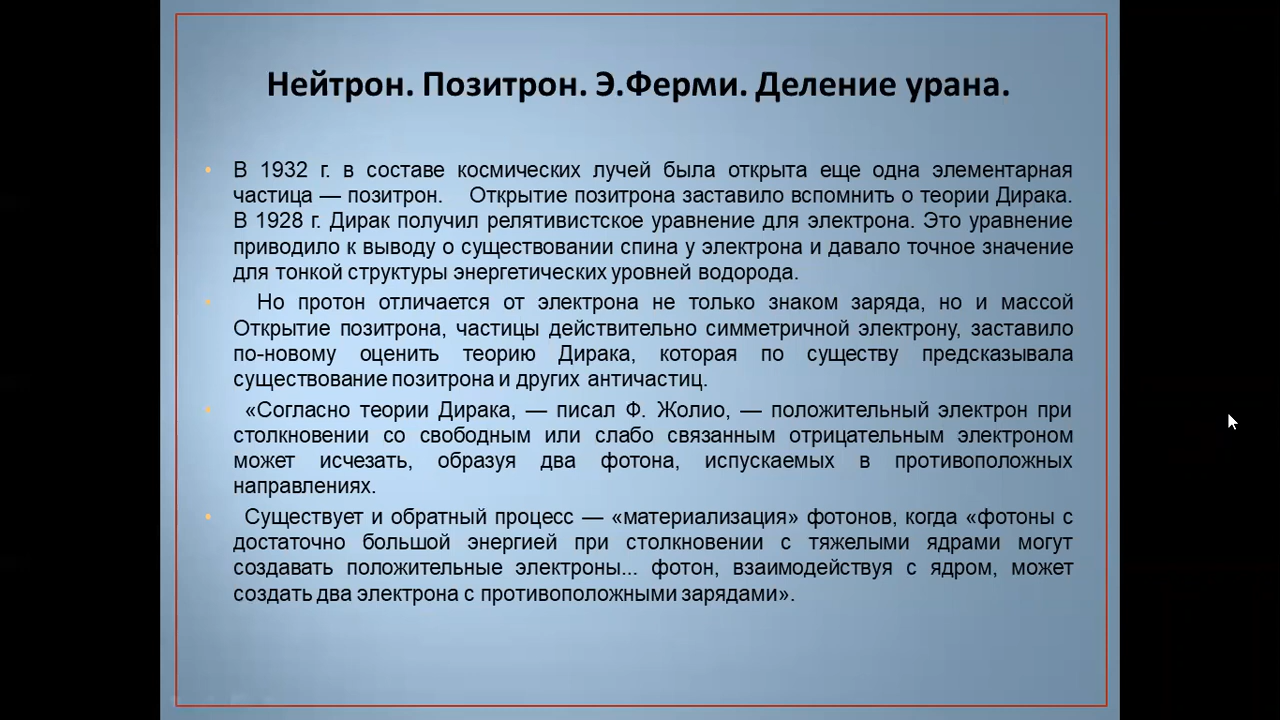 Нейтрон. Позитрон. Э.Ферми. Деление урана.
• В 1932 г. в составе космических лучей была открыта еще одна элементарная
частица — позитрон. Открытие позитрона заставило вспомнить о теории Дирака.
В 1928 г. Дирак получил релятивистское уравнение для электрона. Это уравнение
приводило к выводу о существовании спина у электрона и давало точное значение
для тонкой структуры энергетических уровней водорода.
• Но протон отличается от электрона не только знаком заряда, но и массой
Открытие позитрона, частицы действительно симметричной электрону, заставило
по-новому оценить теорию Дирака, которая по существу предсказывала
существование позитрона и других античастиц.
• «Согласно теории Дирака, — писал Ф. Жолио, — положительный электрон при
столкновении со свободным или слабо связанным отрицательным электроном
может исчезать, образуя два фотона, испускаемых в противоположных
направлениях.
• Существует и обратный процесс — «материализация» фотонов, когда «фотоны с
достаточно большой энергией при столкновении с тяжелыми ядрами могут
создавать положительные электроны... фотон, взаимодействуя с ядром, может
создать два электрона с противоположными зарядами».